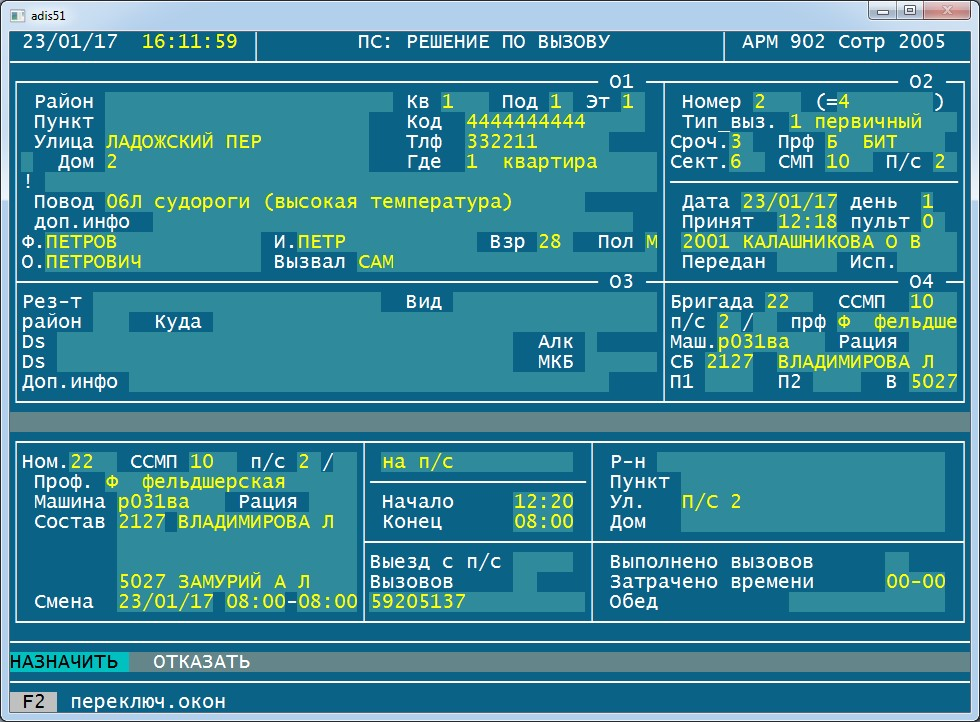 adis51
23/01/17 16:11:59 ПС: РЕШЕНИЕ ПО ВЫЗОВУ АРМ 902 Сотр 2005
О1 О2
Район Кв 1 Под 1 Эт 1 Номер 2 (=4 )
Пункт Код 4444444444 Тип_выз. 1 первичный
Улица ЛАДОЖСКИЙ ПЕР Тлф 332211 Сроч.3 Прф Б БИТ
Дом 2 Где 1 квартира Сект.6 СМП 10 П/с 2
!
Повод 06Л судороги (высокая температура) Дата 23/01/17 день 1
доп.инфо Принят 12:18 пульт 0
Ф.ПЕТРОВ И.ПЕТР Взр 28 Пол М 2001 КАЛАШНИКОВА О В
О.ПЕТРОВИЧ Вызвал САМ Передан Исп.
О3 О4
Рез-т Вид Бригада 22 ССМП 10
район Куда п/с 2 / прф Ф фельдше
Ds Алк Маш.р031ва Рация
Ds МКБ СБ 2127 ВЛАДИМИРОВА Л
Доп.инфо П1 П2 В 5027
Ном.22 ССМП 10 п/с 2 / на п/с Р-н
Проф. Ф фельдшерская Пункт
Машина р031ва Рация Начало 12:20 Ул. П/С 2
Состав 2127 ВЛАДИМИРОВА Л Конец 08:00 Дом
Выезд с п/с Выполнено вызовов
5027 ЗАМУРИЙ А Л Вызовов Затрачено времени 00-00
Смена 23/01/17 08:00-08:00 59205137 Обед
НАЗНАЧИТЬ ОТКАЗАТЬ
F2 переключ.окон